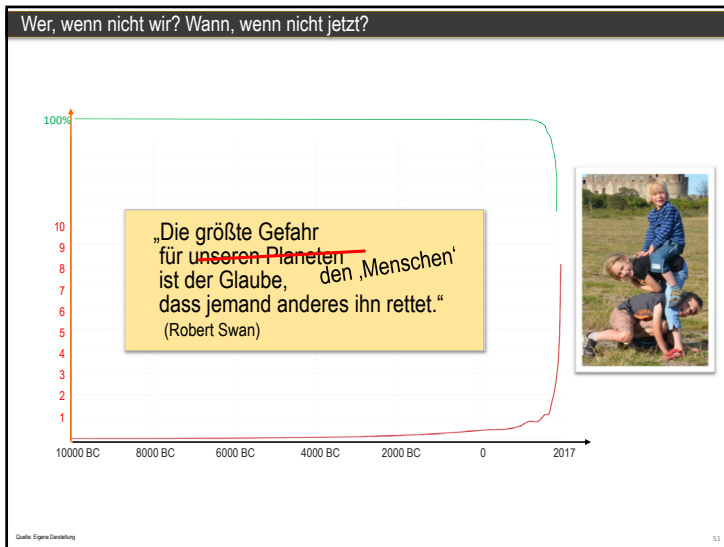 Wer, wenn nicht wir? Wann, wenn nicht jetzt?
100%
10
9
8
7
6
5
4
3
2
1
„Die größte Gefahr
für unseren Planeten
den ‚Menschen‘
ist der Glaube,
dass jemand anderes ihn rettet.“
(Robert Swan)
10000 BC 8000 BC 6000 BC 4000 BC 2000 BC 0 2017
Quelle: Eigene Darstellung
51